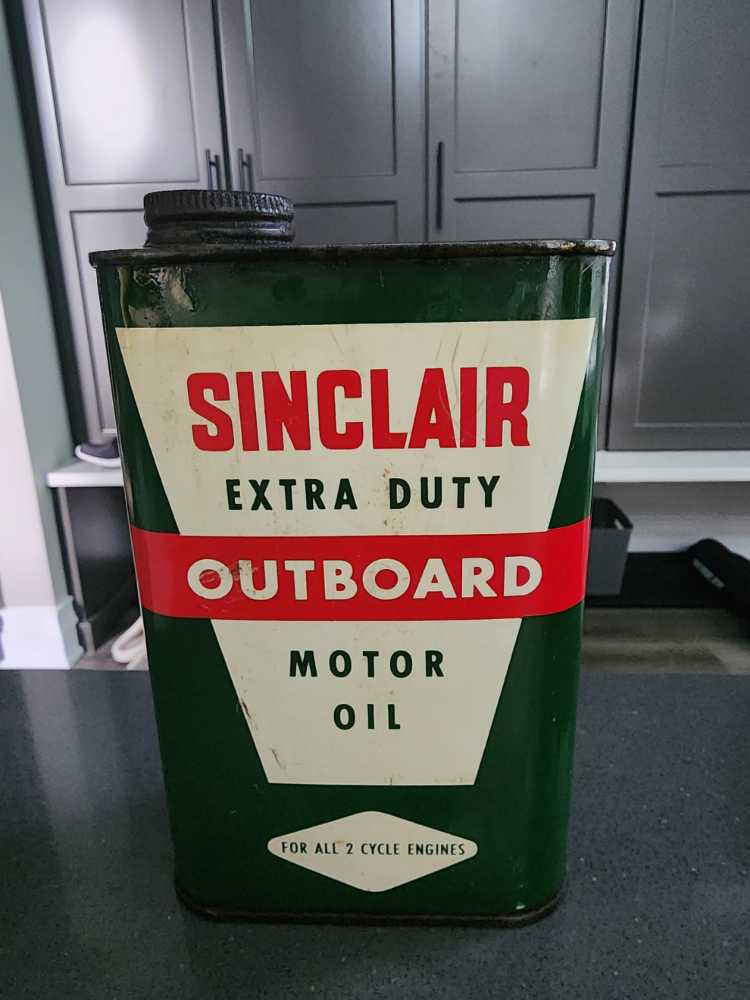 SINCLAIR
EXTRA DUTY
OUTBOARD
MOTOR
OIL
FOR ALL 2 CYCLE ENGINES